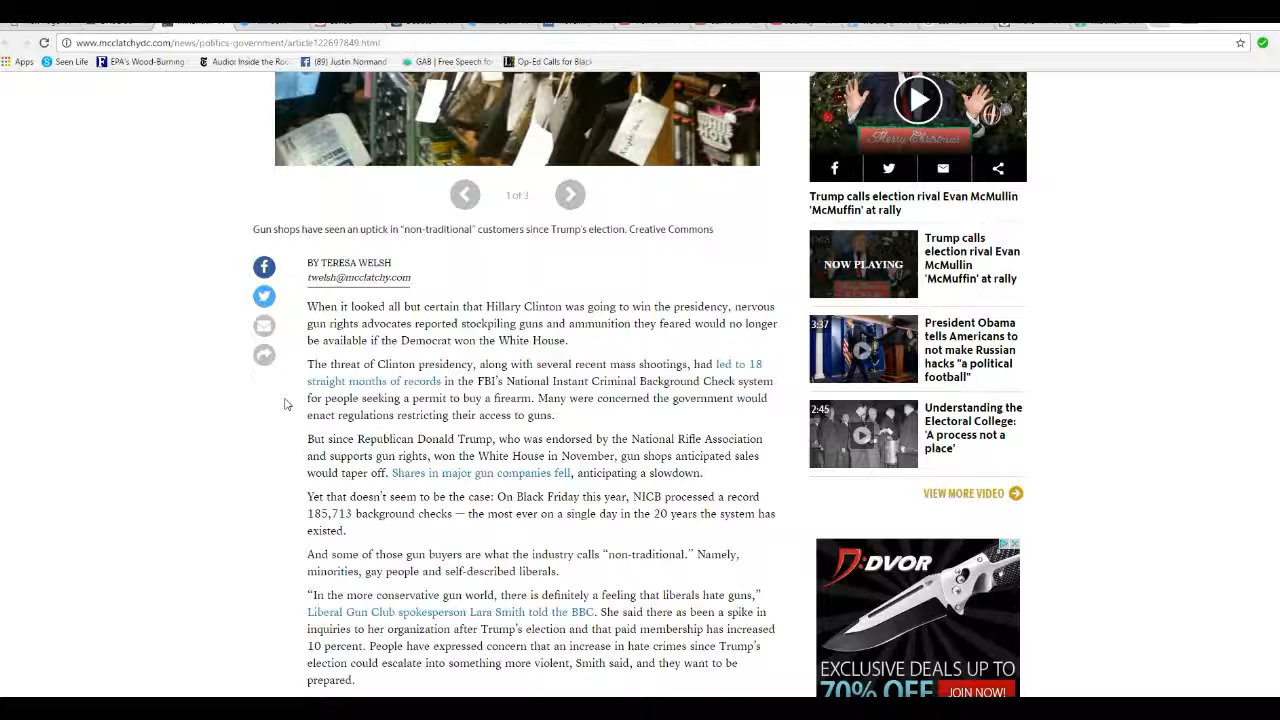 www.mcclatchydc.com/news/politics-government/article122697849.html
Apps
Seen Life
EPA's Wood-Burning
Audio: Inside the Ro
(89) Justin Normand
GAB | Free Speech fo
Op-Ed Calls for Black
1 of 3
Gun shops have seen an uptick in “non-traditional” customers since Trump's election. Creative Commons
BY TERESA WELSH
twelsh@mcclatchy.com
When it looked all but certain that Hillary Clinton was going to win the presidency, nervous
gun rights advocates reported stockpiling guns and ammunition they feared would no longer
be available if the Democrat won the White House.
The threat of Clinton presidency, along with several recent mass shootings, had led to 18
straight months of records in the FBI's National Instant Criminal Background Check system
for people seeking a permit to buy a firearm. Many were concerned the government would
enact regulations restricting their access to guns.
But since Republican Donald Trump, who was endorsed by the National Rifle Association
and supports gun rights, won the White House in November, gun shops anticipated sales
would taper off. Shares in major gun companies fell, anticipating a slowdown.
Yet that doesn't seem to be the case: On Black Friday this year, NICB processed a record
185,713 background checks — the most ever on a single day in the 20 years the system has
existed.
And some of those gun buyers are what the industry calls “non-traditional.” Namely,
minorities, gay people and self-described liberals.
“In the more conservative gun world, there is definitely a feeling that liberals hate guns,”
Liberal Gun Club spokesperson Lara Smith told the BBC. She said there as been a spike in
inquiries to her organization after Trump's election and that paid membership has increased
10 percent. People have expressed concern that an increase in hate crimes since Trump's
election could escalate into something more violent, Smith said, and they want to be
prepared.
Merry Christmas
Trump calls election rival Evan McMullin
'McMuffin' at rally
NOW PLAYING
Trump calls
election rival Evan
McMullin
'McMuffin' at rally
3:37
President Obama
tells Americans to
not make Russian
hacks "a political
football"
2:45
Understanding the
Electoral College:
'A process not a
place'
VIEW MORE VIDEO
DVOR
EXCLUSIVE DEALS UP TO
70% OFF
JOIN NOW!